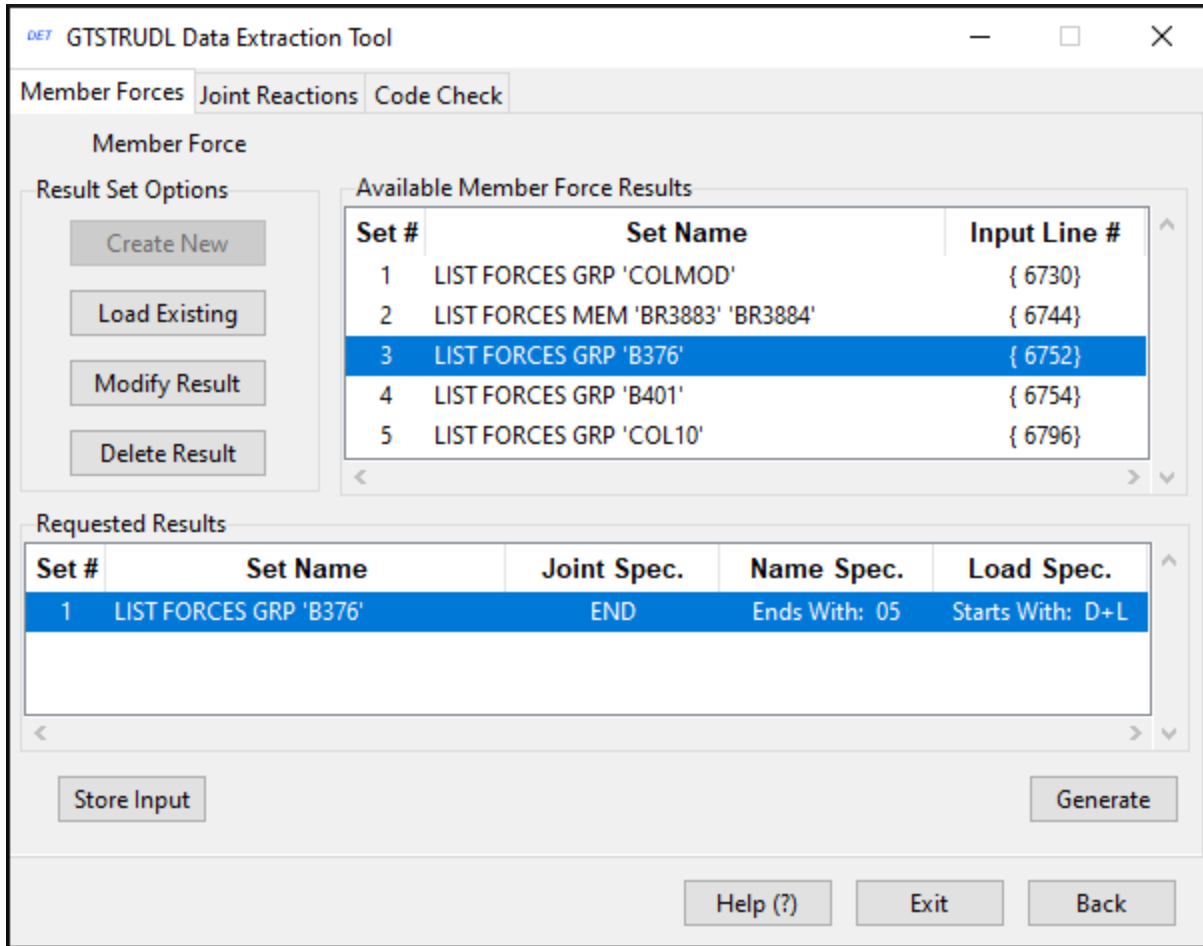 DET GTSTRUDL Data Extraction Tool
Member Forces Joint Reactions Code Check
Member Force
Result Set Options
Create New
Load Existing
Modify Result
Delete Result
Available Member Force Results
Set # Set Name Input Line #
1 LIST FORCES GRP 'COLMOD' { 6730}
2 LIST FORCES MEM 'BR3883' 'BR3884' { 6744}
3 LIST FORCES GRP 'B376' { 6752}
4 LIST FORCES GRP 'B401' { 6754}
5 LIST FORCES GRP 'COL10' { 6796}
Requested Results
Set # Set Name Joint Spec. Name Spec. Load Spec.
1 LIST FORCES GRP 'B376' END Ends With: 05 Starts With: D+L
Store Input Generate
Help (?) Exit Back